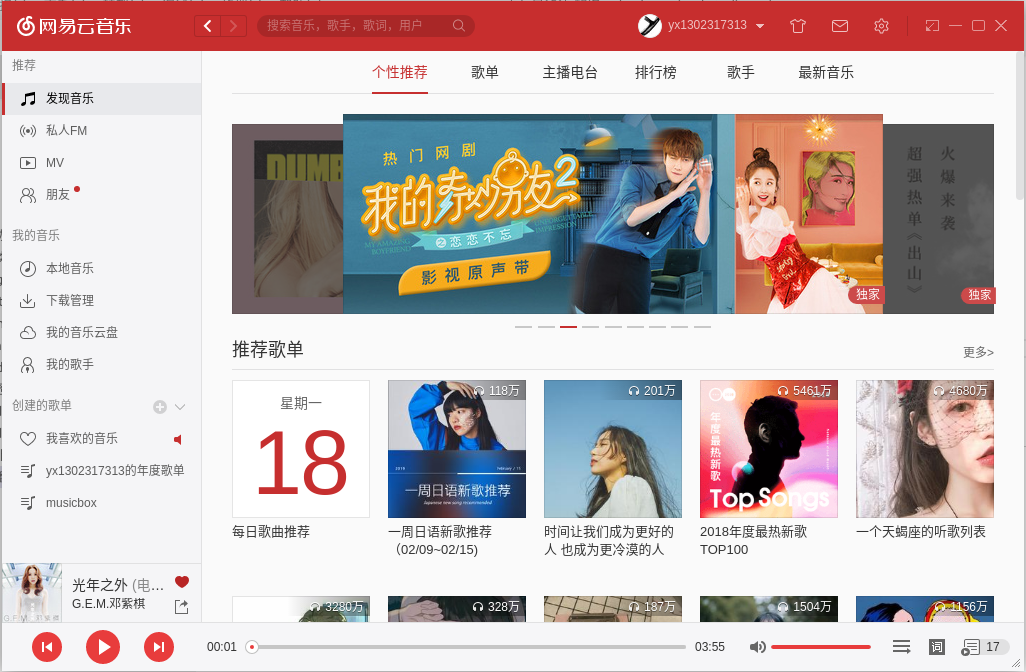 网易云音乐
搜索音乐，歌手，歌词，用户
yx1302317313
推荐
发现音乐
私人FM
MV
朋友
我的音乐
本地音乐
下载管理
我的音乐云盘
我的歌手
创建的歌单
我喜欢的音乐
yx1302317313的年度歌单
musicbox
个性推荐
歌单
主播电台
排行榜
歌手
最新音乐
DUMB
热门网剧
我的奇妙男友2
MY AMAZING BOYFRIEND
②恋恋不忘
UNFORGETTABLE IMPRESSION
影视原声带
独家
火爆来袭
超强热单《出山》
独家
推荐歌单
更多>
星期一
18
每日歌曲推荐
118万
2019
february / 15
一周日语新歌推荐
Japanese new song recommended!
一周日语新歌推荐
（02/09~02/15)
201万
时间让我们成为更好的
人 也成为更冷漠的人
5461万
年度最热新歌
Top Songs
2018年度最热新歌
TOP100
4680万
一个天蝎座的听歌列表
3280万
328万
187万
1504万
1156万
光年之外 (电...
G.E.M.邓紫棋
00:01
03:55
词
17